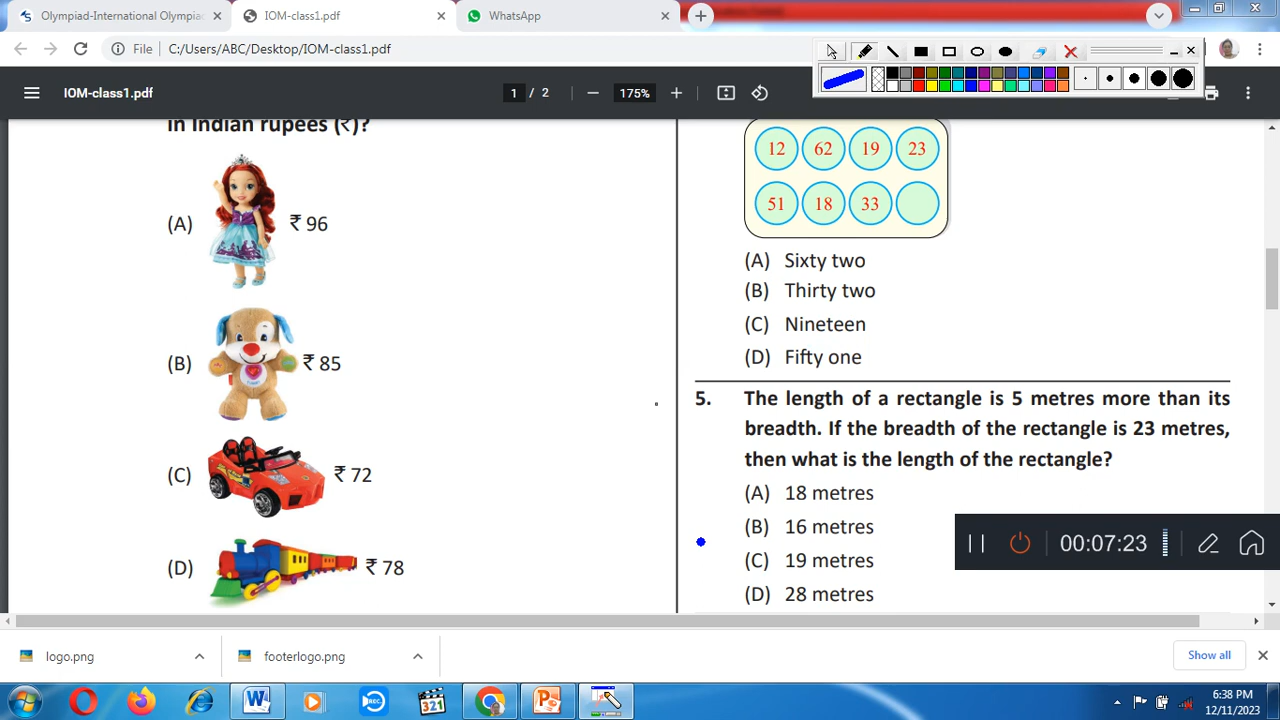 Olympiad-International Olympia
IOM-class1.pdf
WhatsApp
File
C:/Users/ABC/Desktop/IOM-class1.pdf
IOM-class1.pdf
1 / 2
175%
in Indian rupees (₹)?
(A) ₹ 96
(B) ₹ 85
(C) ₹ 72
(D) ₹ 78
12 62 19 23
51 18 33
(A) Sixty two
(B) Thirty two
(C) Nineteen
(D) Fifty one
5. The length of a rectangle is 5 metres more than its
breadth. If the breadth of the rectangle is 23 metres,
then what is the length of the rectangle?
(A) 18 metres
(B) 16 metres
(C) 19 metres
(D) 28 metres
00:07:23
logo.png
footerlogo.png
Show all
REC
321
6:38 PM
12/11/2023